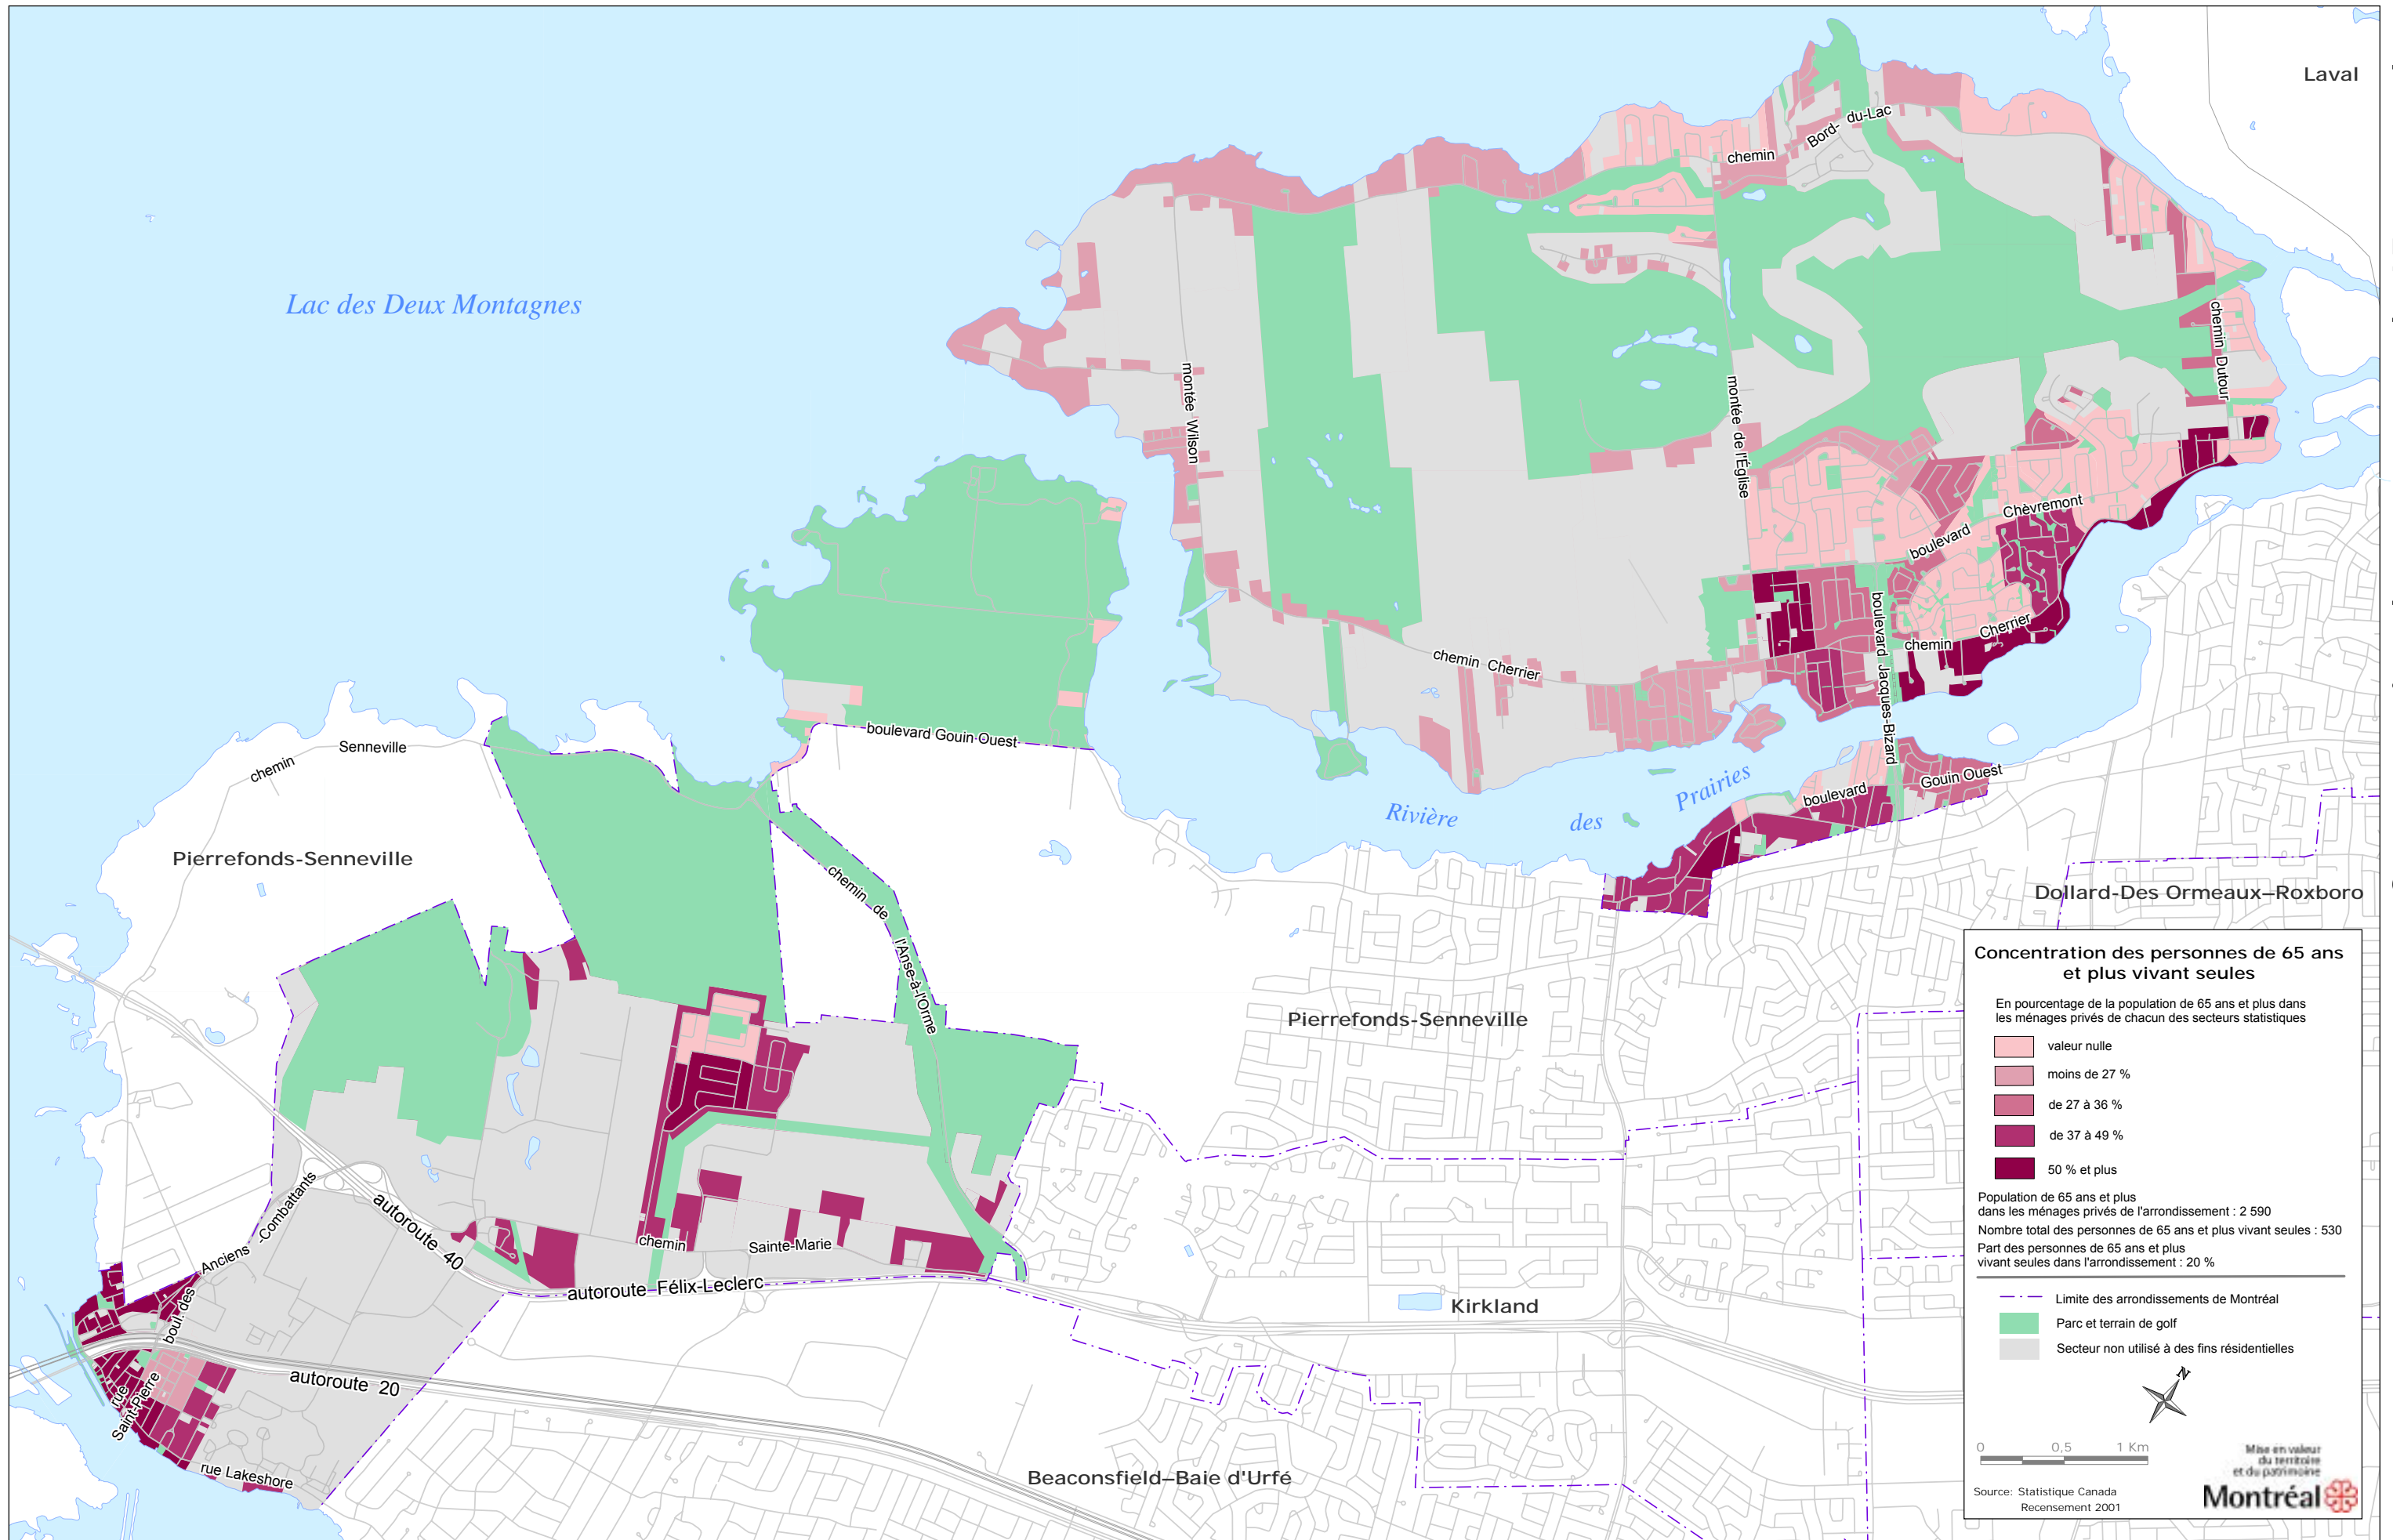 Laval
chemin Bord- du-Lac
Lac des Deux Montagnes
chemin Dutour
montée Wilson
montée de l'Église
boulevard Chèvremont
boulevard Jacques-Bizard
chemin Cherrier
chemin Cherrier
boulevard Gouin Ouest
chemin Senneville
boulevard Gouin Ouest
Rivière des Prairies
Pierrefonds-Senneville
chemin de l'Anse-à-l'Orme
Dollard-Des Ormeaux–Roxboro
Pierrefonds-Senneville
boul. des Anciens -Combattants
autoroute 40
chemin Sainte-Marie
autoroute Félix-Leclerc
Kirkland
autoroute 20
rue Saint-Pierre
rue Lakeshore
Beaconsfield–Baie d'Urfé
Concentration des personnes de 65 ans
et plus vivant seules
En pourcentage de la population de 65 ans et plus dans
les ménages privés de chacun des secteurs statistiques
valeur nulle
moins de 27 %
de 27 à 36 %
de 37 à 49 %
50 % et plus
Population de 65 ans et plus
dans les ménages privés de l'arrondissement : 2 590
Nombre total des personnes de 65 ans et plus vivant seules : 530
Part des personnes de 65 ans et plus
vivant seules dans l'arrondissement : 20 %
Limite des arrondissements de Montréal
Parc et terrain de golf
Secteur non utilisé à des fins résidentielles
N
0 0,5 1 Km
Mise en valeur
du territoire
et du patrimoine
Source: Statistique Canada
Recensement 2001
Montréal